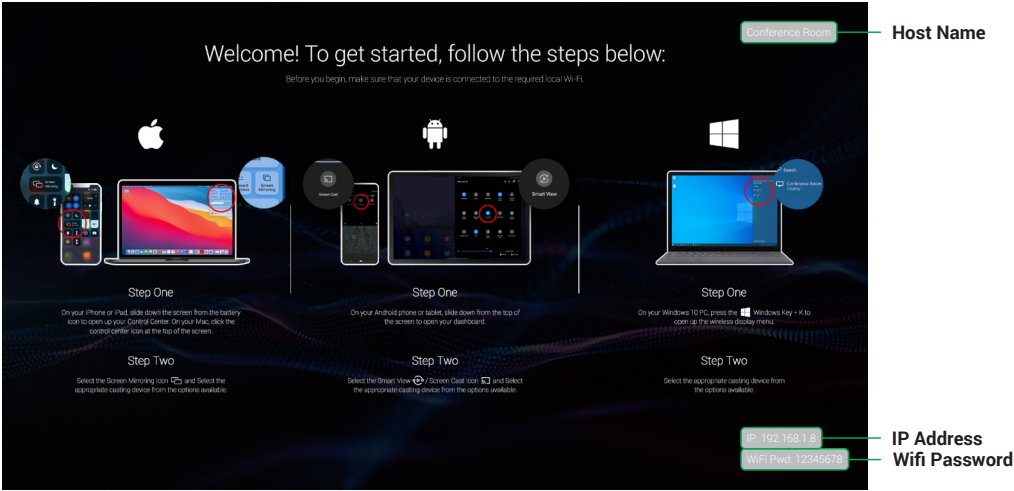 Conference Room
Host Name
Welcome! To get started, follow the steps below:
Before you begin, make sure that your device is connected to the required local Wi-Fi.
Screen
Mirroring
Screen
Mirroring
Screen Cast
Smart View
Search
Conference Room
Display
Step One
On your iPhone or iPad, slide down the screen from the battery
icon to open up your Control Center. On your Mac, click the
control center icon at the top of the screen.
Step Two
Select the Screen Mirroring Icon and Select the
appropriate casting device from the options available.
Step One
On your Android phone or tablet, slide down from the top of
the screen to open your dashboard.
Step Two
Select the Smart View / Screen Cast Icon and Select
the appropriate casting device from the options available.
Step One
On your Windows 10 PC, press the Windows Key + K to
open up the wireless display menu.
Step Two
Select the appropriate casting device from
the options available.
IP: 192.168.1.8
IP Address
WiFi Pwd: 12345678
Wifi Password